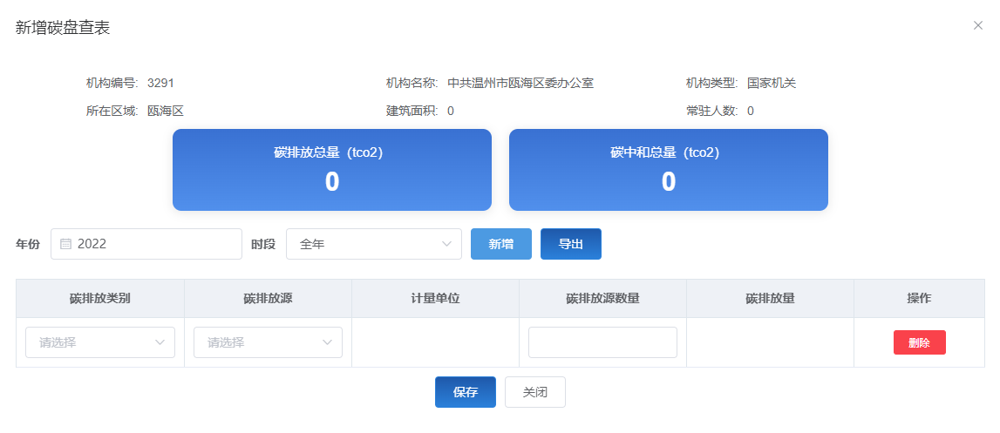 新增碳盘查表
机构编号: 3291 机构名称: 中共温州市瓯海区委办公室 机构类型: 国家机关
所在区域: 瓯海区 建筑面积: 0 常驻人数: 0
碳排放总量（tco2） 碳中和总量（tco2）
0 0
年份 2022 时段 全年 新增 导出
碳排放类别 碳排放源 计量单位 碳排放源数量 碳排放量 操作
请选择 请选择 删除
保存 关闭